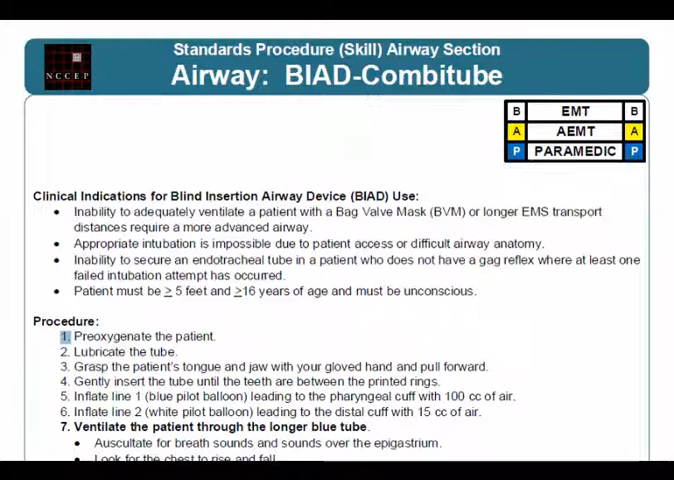 Standards Procedure (Skill) Airway Section
NCCEP
Airway: BIAD-Combitube
B EMT B
A AEMT A
P PARAMEDIC P
Clinical Indications for Blind Insertion Airway Device (BIAD) Use:
• Inability to adequately ventilate a patient with a Bag Valve Mask (BVM) or longer EMS transport
distances require a more advanced airway.
• Appropriate intubation is impossible due to patient access or difficult airway anatomy.
• Inability to secure an endotracheal tube in a patient who does not have a gag reflex where at least one
failed intubation attempt has occurred.
• Patient must be ≥ 5 feet and ≥16 years of age and must be unconscious.
Procedure:
1. Preoxygenate the patient.
2. Lubricate the tube.
3. Grasp the patient's tongue and jaw with your gloved hand and pull forward.
4. Gently insert the tube until the teeth are between the printed rings.
5. Inflate line 1 (blue pilot balloon) leading to the pharyngeal cuff with 100 cc of air.
6. Inflate line 2 (white pilot balloon) leading to the distal cuff with 15 cc of air.
7. Ventilate the patient through the longer blue tube.
• Auscultate for breath sounds and sounds over the epigastrium.
• Look for the chest to rise and fall.